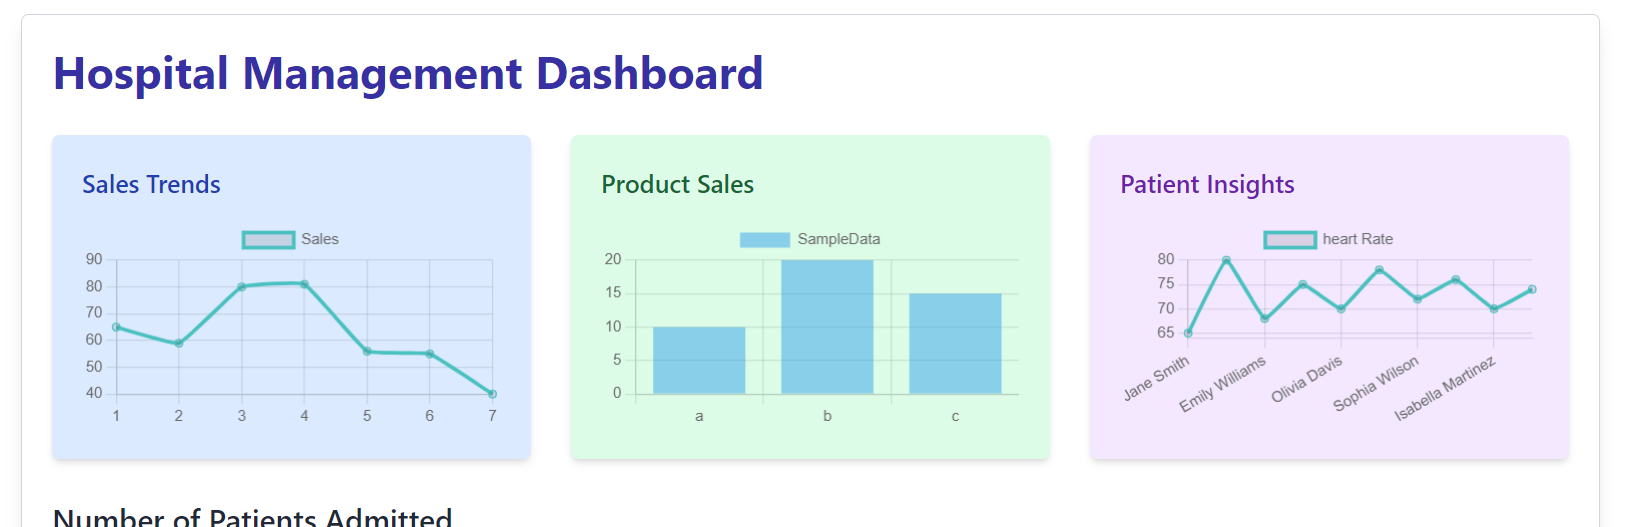 Hospital Management Dashboard
Sales Trends
Sales
90
80
70
60
50
40
1 2 3 4 5 6 7
Product Sales
SampleData
20
15
10
5
0
a b c
Patient Insights
heart Rate
80
75
70
65
Jane Smith
Emily Williams
Olivia Davis
Sophia Wilson
Isabella Martinez
Number of Patients Admitted